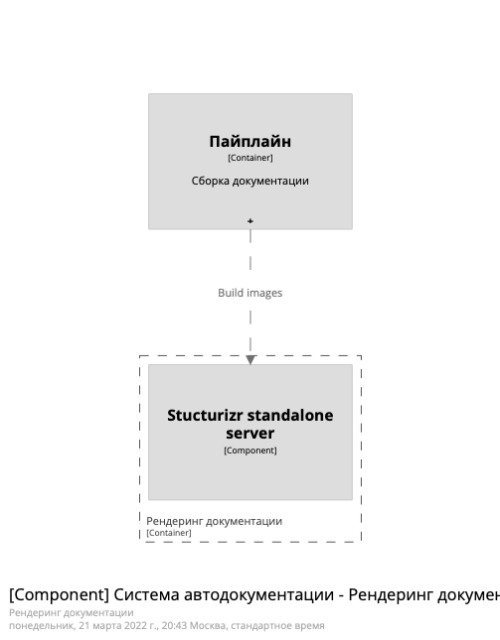 Пайплайн
[Container]
Сборка документации
+
Build images
Stucturizr standalone
server
[Component]
Рендеринг документации
[Container]
[Component] Система автодокументации - Рендеринг докумен
Рендеринг документации
понедельник, 21 марта 2022 г., 20:43 Москва, стандартное время